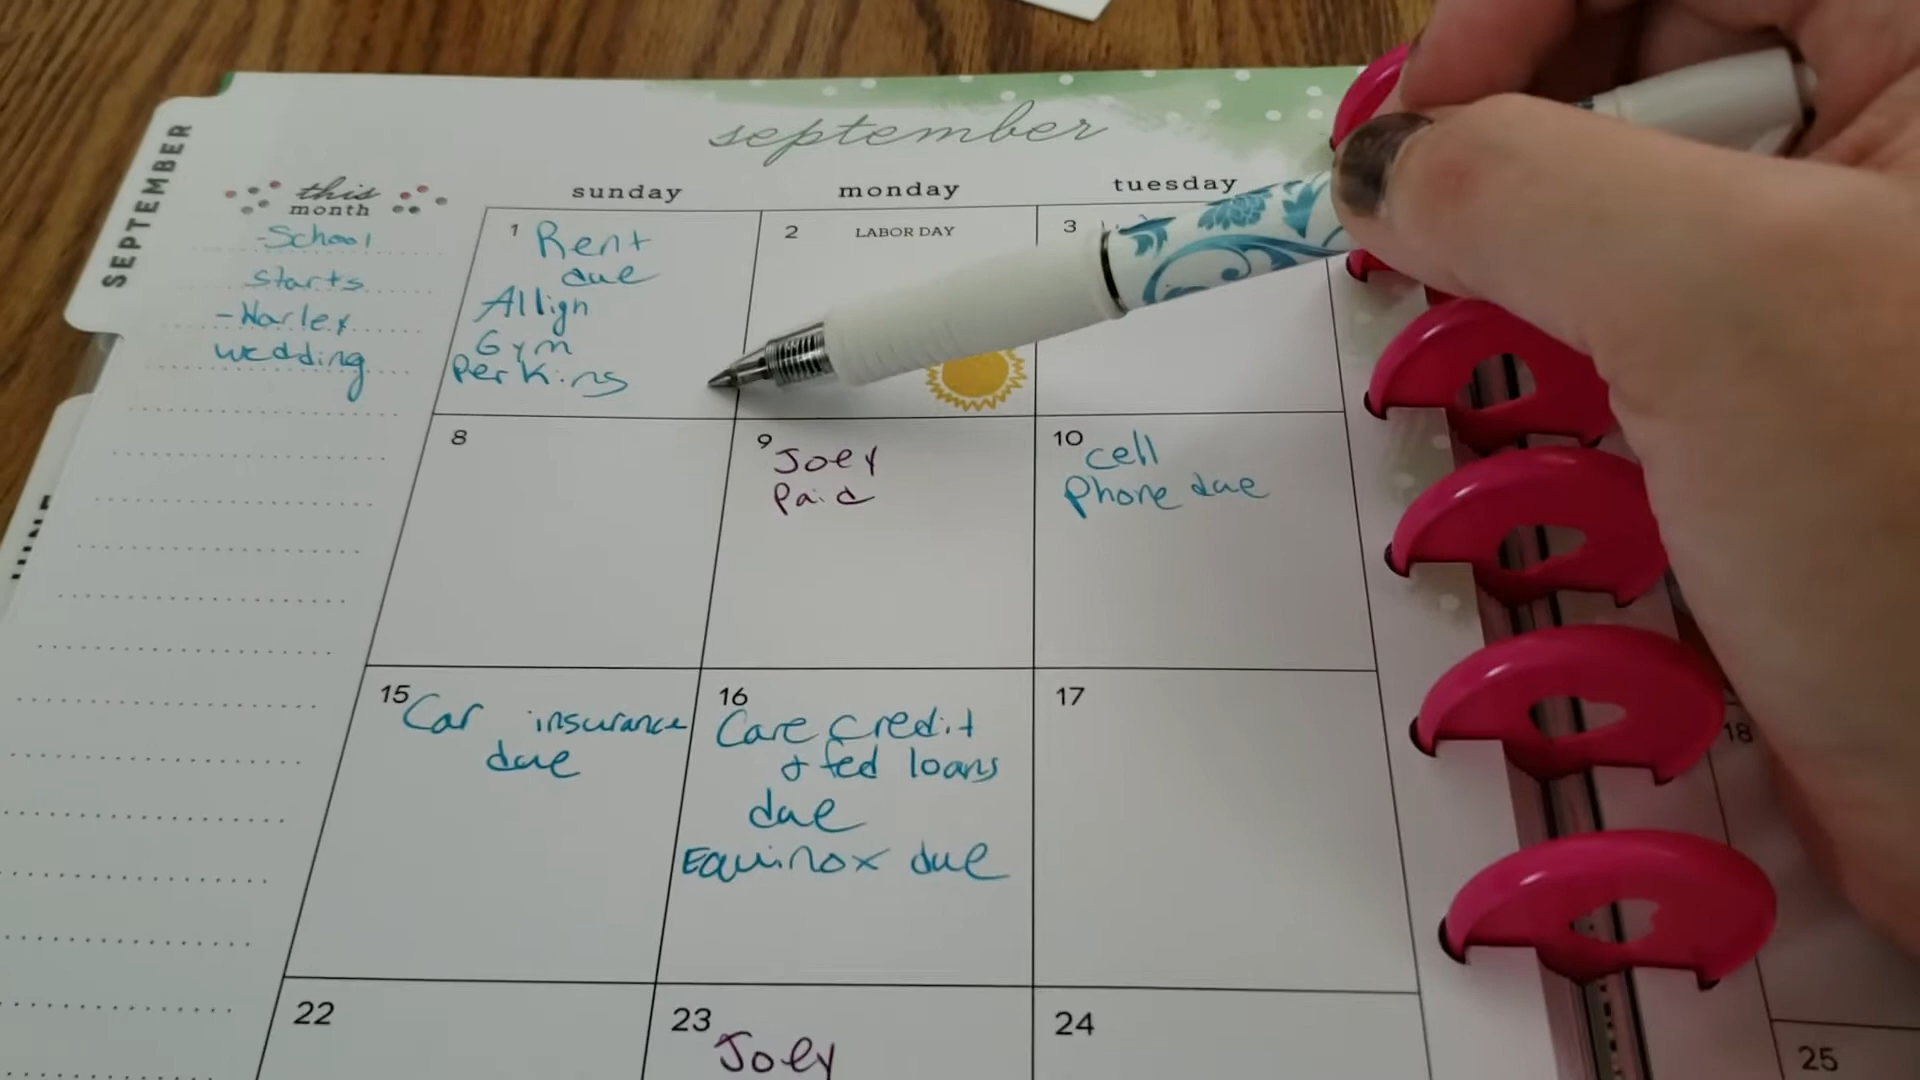 september
SEPTEMBER
this
month
-School
starts
-Harley
wedding
sunday monday tuesday
1 Rent
due
Allign
Gym
Perkins
2 LABOR DAY
3
8
9 Joey
Paid
10 cell
Phone due
15 Car insurance
due
16
Care credit
& fed loans
due
Equinox due
17
18
22
23 Joey
24
25